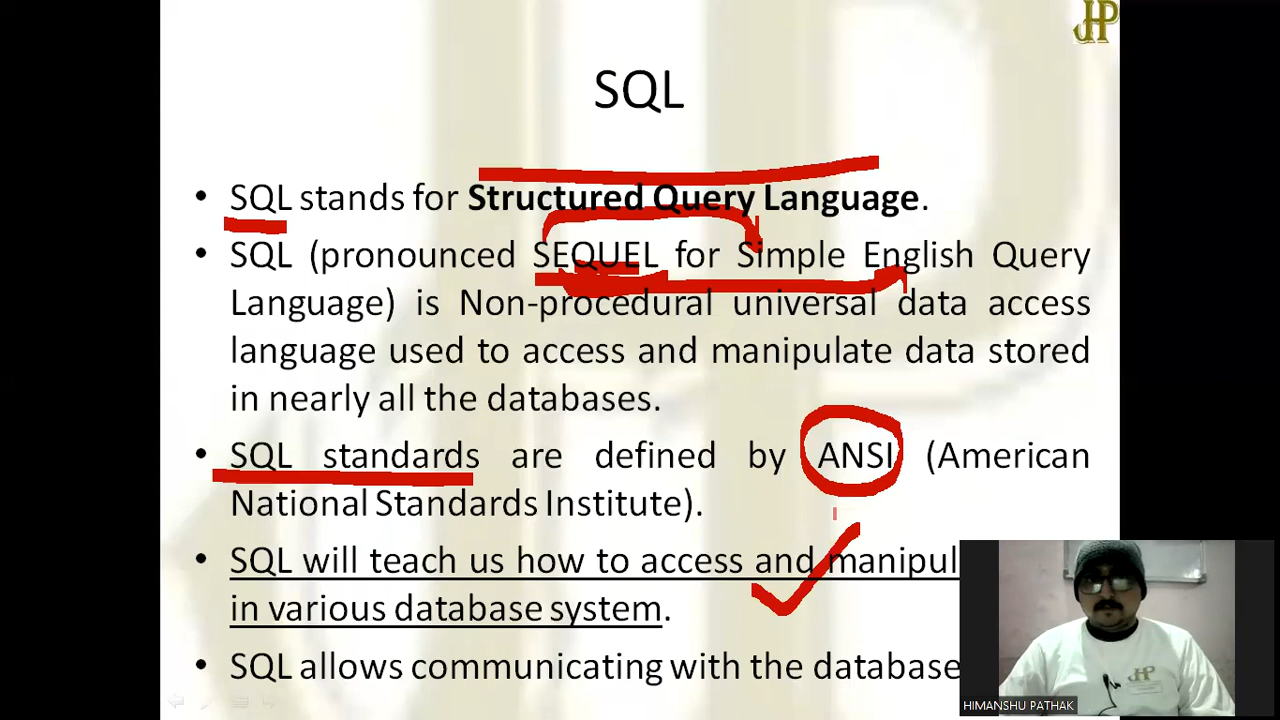 JHP
SQL
• SQL stands for Structured Query Language.
• SQL (pronounced SEQUEL for Simple English Query
Language) is Non-procedural universal data access
language used to access and manipulate data stored
in nearly all the databases.
• SQL standards are defined by ANSI (American
National Standards Institute).
• SQL will teach us how to access and manipul
in various database system.
• SQL allows communicating with the database
JHP
HIMANSHU PATHAK